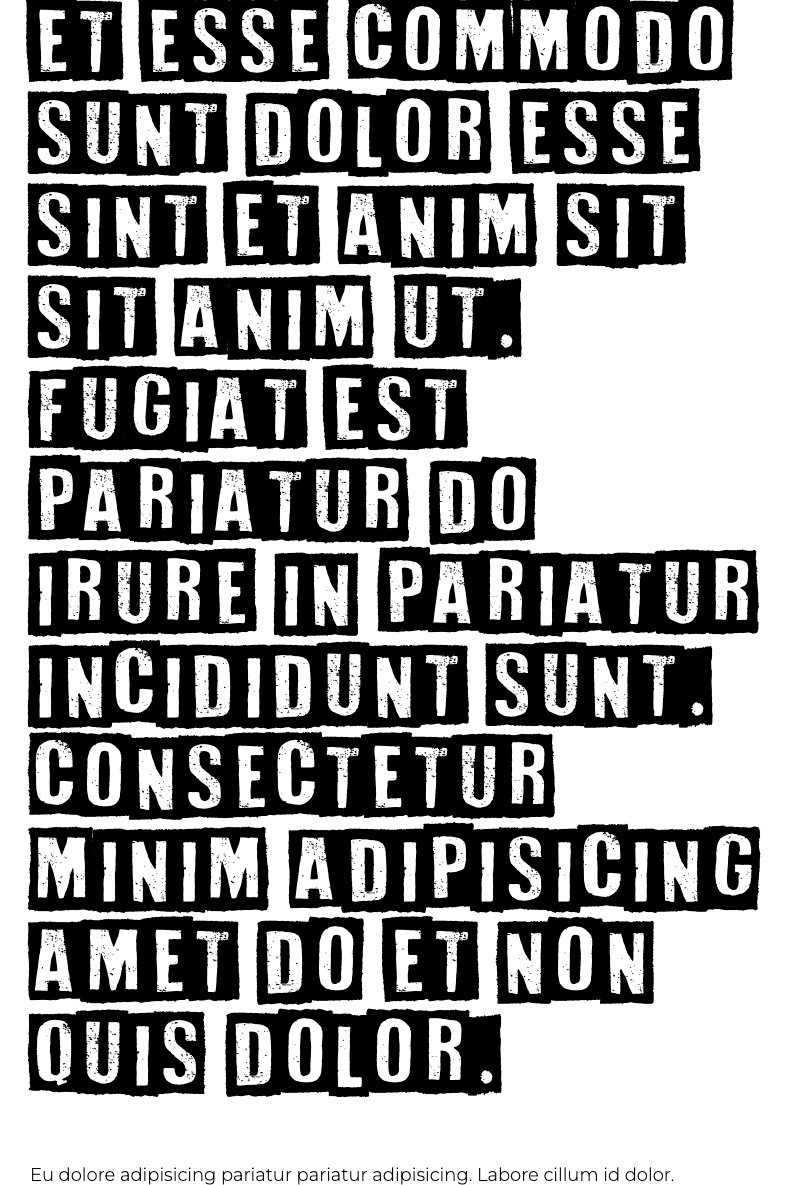 ET ESSE COMMODO
SUNT DOLOR ESSE
SINT ET ANIM SIT
SIT ANIM UT.
FUGIAT EST
PARIATUR DO
IRURE IN PARIATUR
INCIDIDUNT SUNT.
CONSECTETUR
MINIM ADIPISICING
AMET DO ET NON
QUIS DOLOR.
Eu dolore adipisicing pariatur pariatur adipisicing. Labore cillum id dolor.